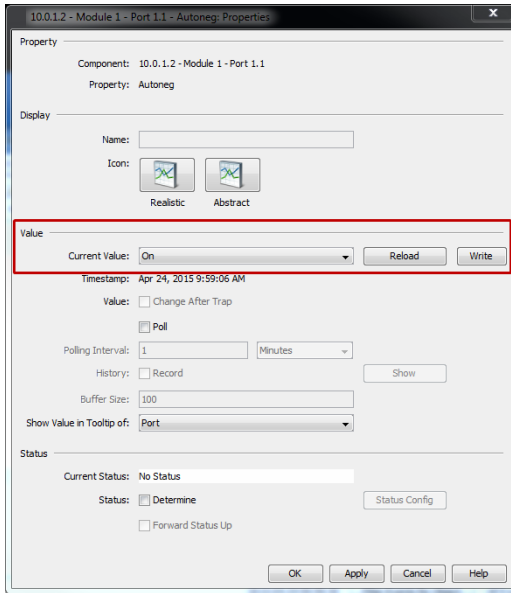 10.0.1.2 - Module 1 - Port 1.1 - Autoneg: Properties
x
Property
Component: 10.0.1.2 - Module 1 - Port 1.1
Property: Autoneg
Display
Name:
Icon:
Realistic Abstract
Value
Current Value: On Reload Write
Timestamp: Apr 24, 2015 9:59:06 AM
Value: Change After Trap
Poll
Polling Interval: 1 Minutes
History: Record Show
Buffer Size: 100
Show Value in Tooltip of: Port
Status
Current Status: No Status
Status: Determine Status Config
Forward Status Up
OK Apply Cancel Help